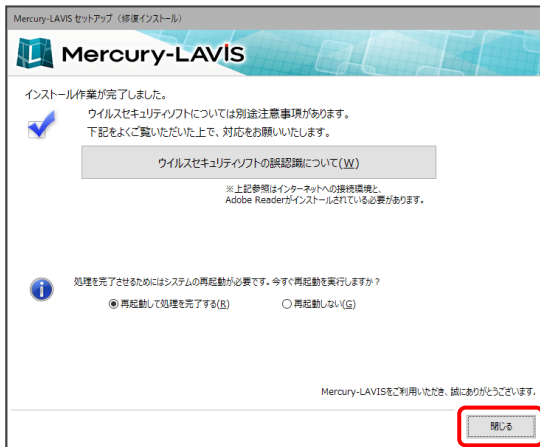 Mercury-LAVIS セットアップ（修復インストール）
Mercury-LAVIS
インストール作業が完了しました。
ウイルスセキュリティソフトについては別途注意事項があります。
下記をよくご覧いただいた上で、対応をお願いいたします。
ウイルスセキュリティソフトの誤認識について(W)
※上記参照はインターネットへの接続環境と、
Adobe Readerがインストールされている必要があります。
処理を完了させるためにはシステムの再起動が必要です。今すぐ再起動を実行しますか？
再起動して処理を完了する(R) 再起動しない(G)
Mercury-LAVISをご利用いただき、誠にありがとうございます。
閉じる